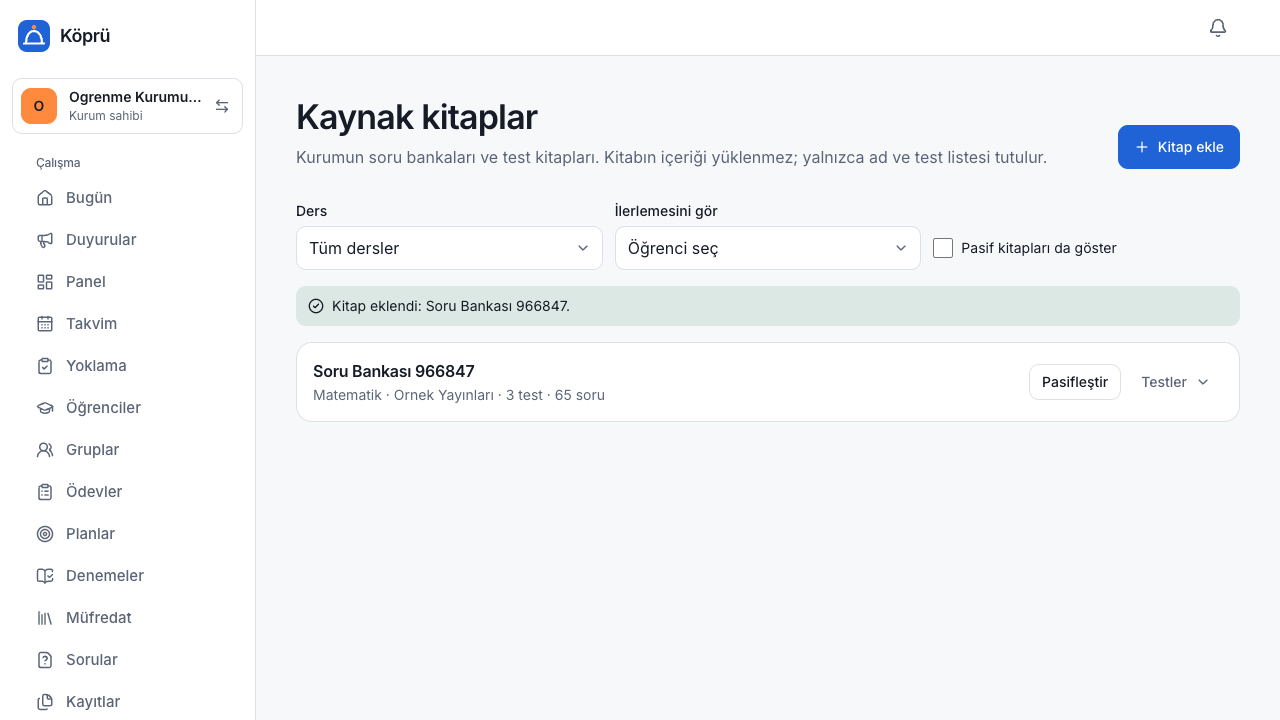 Köprü
O
Ogrenme Kurumu...
Kurum sahibi
Çalışma
Bugün
Duyurular
Panel
Takvim
Yoklama
Öğrenciler
Gruplar
Ödevler
Planlar
Denemeler
Müfredat
Sorular
Kayıtlar
Kaynak kitaplar
Kurumun soru bankaları ve test kitapları. Kitabın içeriği yüklenmez; yalnızca ad ve test listesi tutulur.
Kitap ekle
Ders
Tüm dersler
İlerlemesini gör
Öğrenci seç
Pasif kitapları da göster
Kitap eklendi: Soru Bankası 966847.
Soru Bankası 966847
Matematik · Ornek Yayınları · 3 test · 65 soru
Pasifleştir
Testler